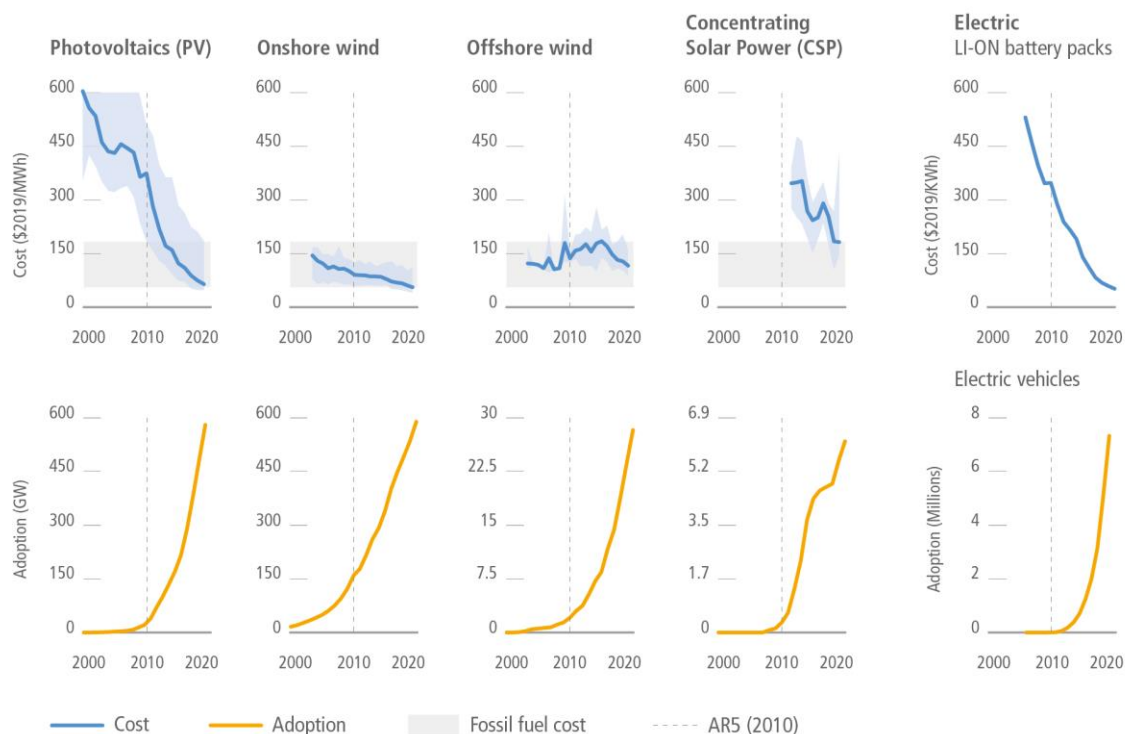 Photovoltaics (PV)
Onshore wind
Offshore wind
Concentrating
Solar Power (CSP)
Electric
LI-ON battery packs
Cost ($2019/MWh)
600
450
300
150
0
2000 2010 2020
600
450
300
150
0
2000 2010 2020
600
450
300
150
0
2000 2010 2020
600
450
300
150
0
2000 2010 2020
Cost ($2019/KWh)
600
450
300
150
0
2000 2010 2020
Electric vehicles
Adoption (GW)
600
450
300
150
0
2000 2010 2020
600
450
300
150
0
2000 2010 2020
30
22.5
15
7.5
0
2000 2010 2020
6.9
5.2
3.5
1.7
0
2000 2010 2020
Adoption (Millions)
8
6
4
2
0
2000 2010 2020
Cost
Adoption
Fossil fuel cost
AR5 (2010)